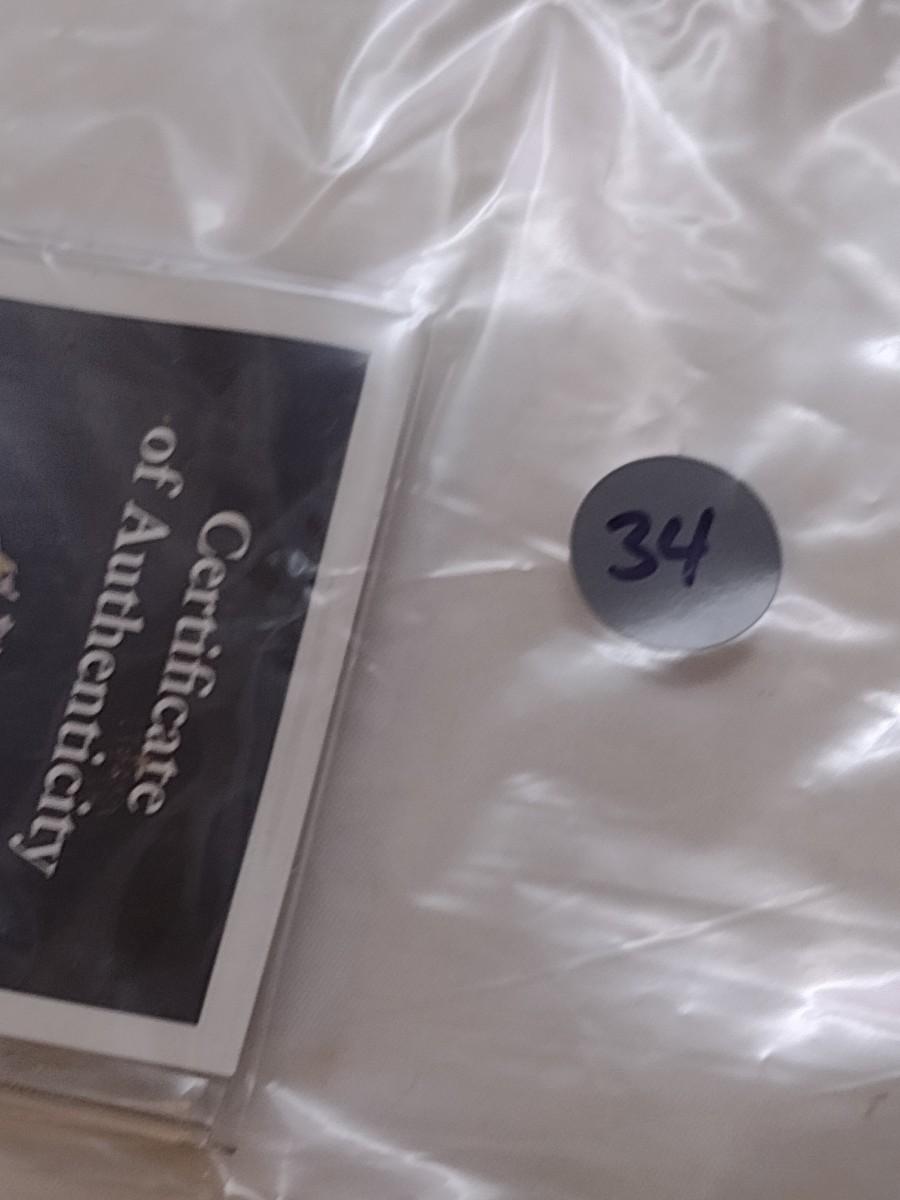 Certificate
of Authenticity
34